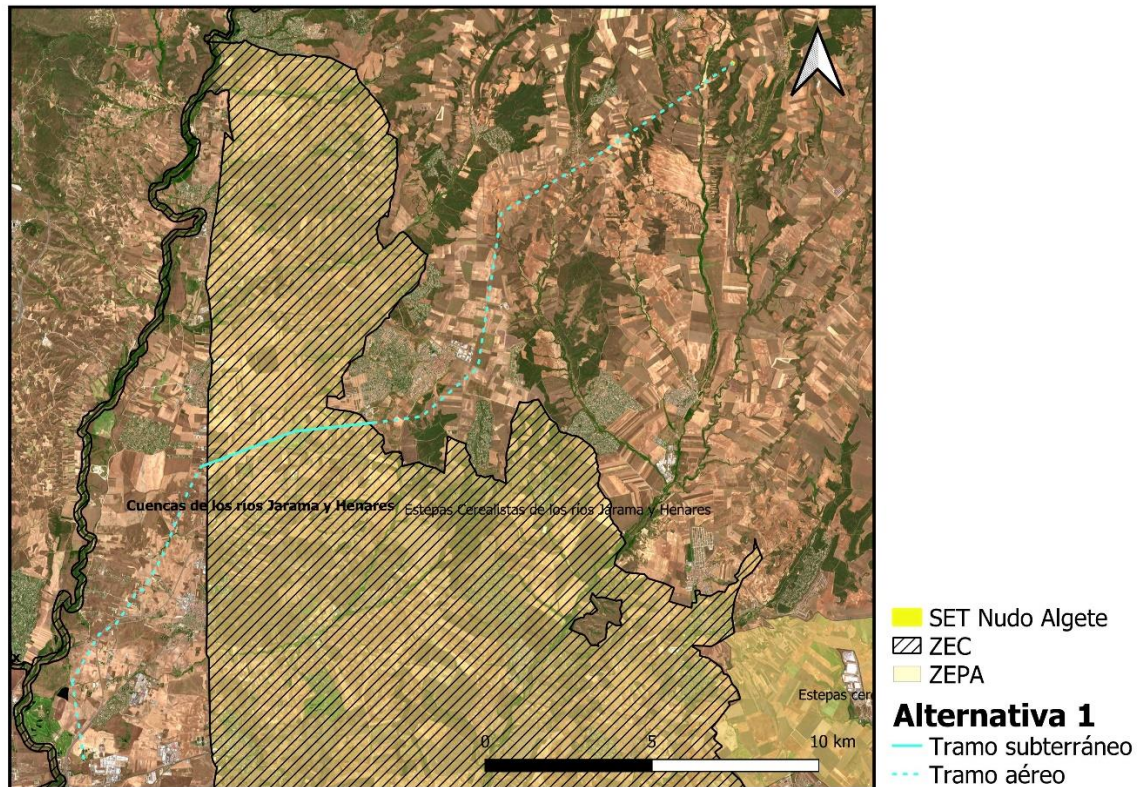 Cuencas de los ríos Jarama y Henares
Estepas Cerealistas de los ríos Jarama y Henares
Estepas cer
0 5 10 km
SET Nudo Algete
ZEC
ZEPA
Alternativa 1
Tramo subterráneo
Tramo aéreo